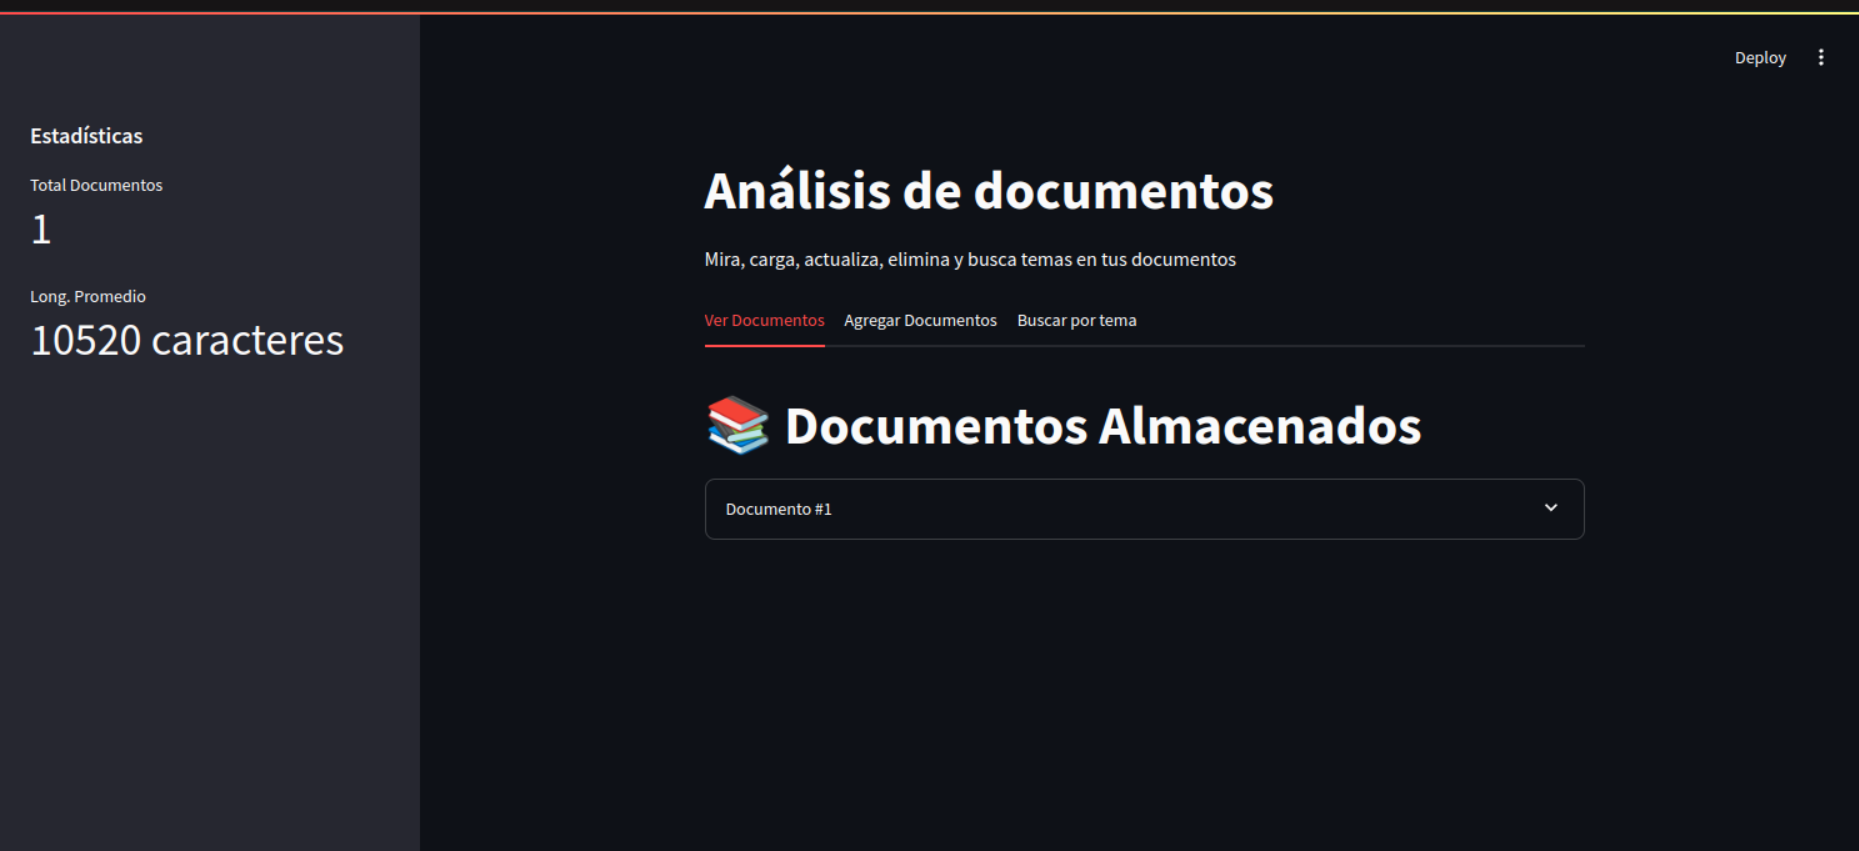 Deploy
Estadísticas
Total Documentos
1
Long. Promedio
10520 caracteres
Análisis de documentos
Mira, carga, actualiza, elimina y busca temas en tus documentos
Ver Documentos Agregar Documentos Buscar por tema
📚 Documentos Almacenados
Documento #1